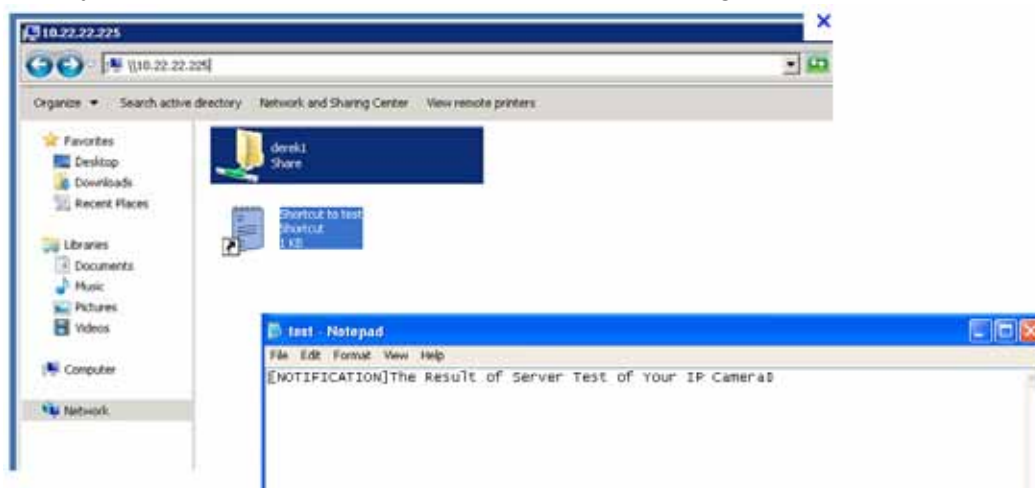 10.22.22.225
\\10.22.22.225
Organize Search active directory Network and Sharing Center View remote printers
Favorites
Desktop
Downloads
Recent Places
Libraries
Documents
Music
Pictures
Videos
Computer
Network
derek1
Share
Shortcut to test
Shortcut
1 KB
test - Notepad
File Edit Format View Help
[NOTIFICATION]The Result of Server Test of Your IP Camera